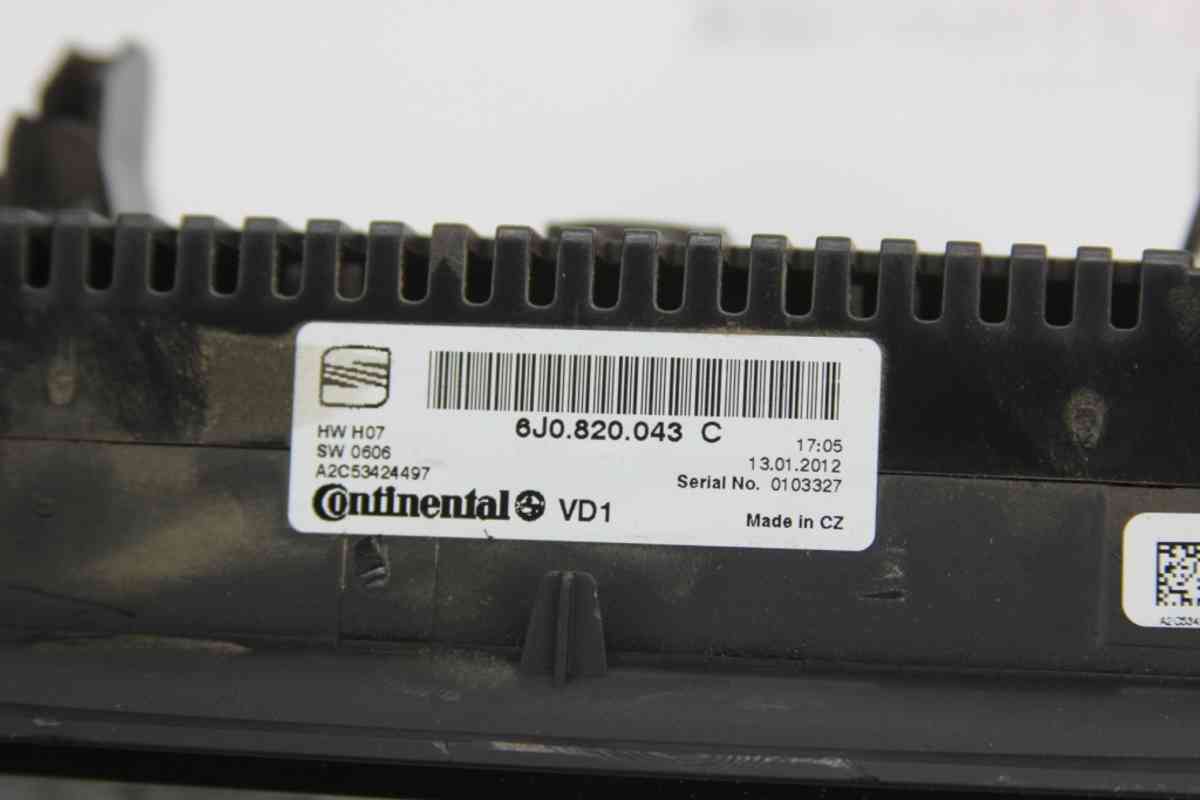 6J0.820.043 C
HW H07
SW 0606
A2C53424497
Continental VD1
17:05
13.01.2012
Serial No. 0103327
Made in CZ